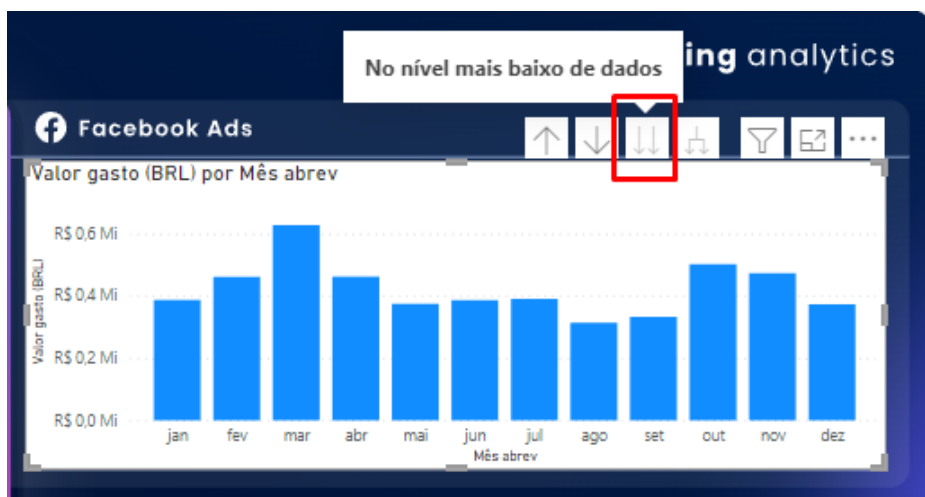 No nível mais baixo de dados
ing analytics
Facebook Ads
Valor gasto (BRL) por Mês abrev
R$ 0,6 Mi
R$ 0,4 Mi
R$ 0,2 Mi
R$ 0,0 Mi
Valor gasto (BRL)
jan fev mar abr mai jun jul ago set out nov dez
Mês abrev